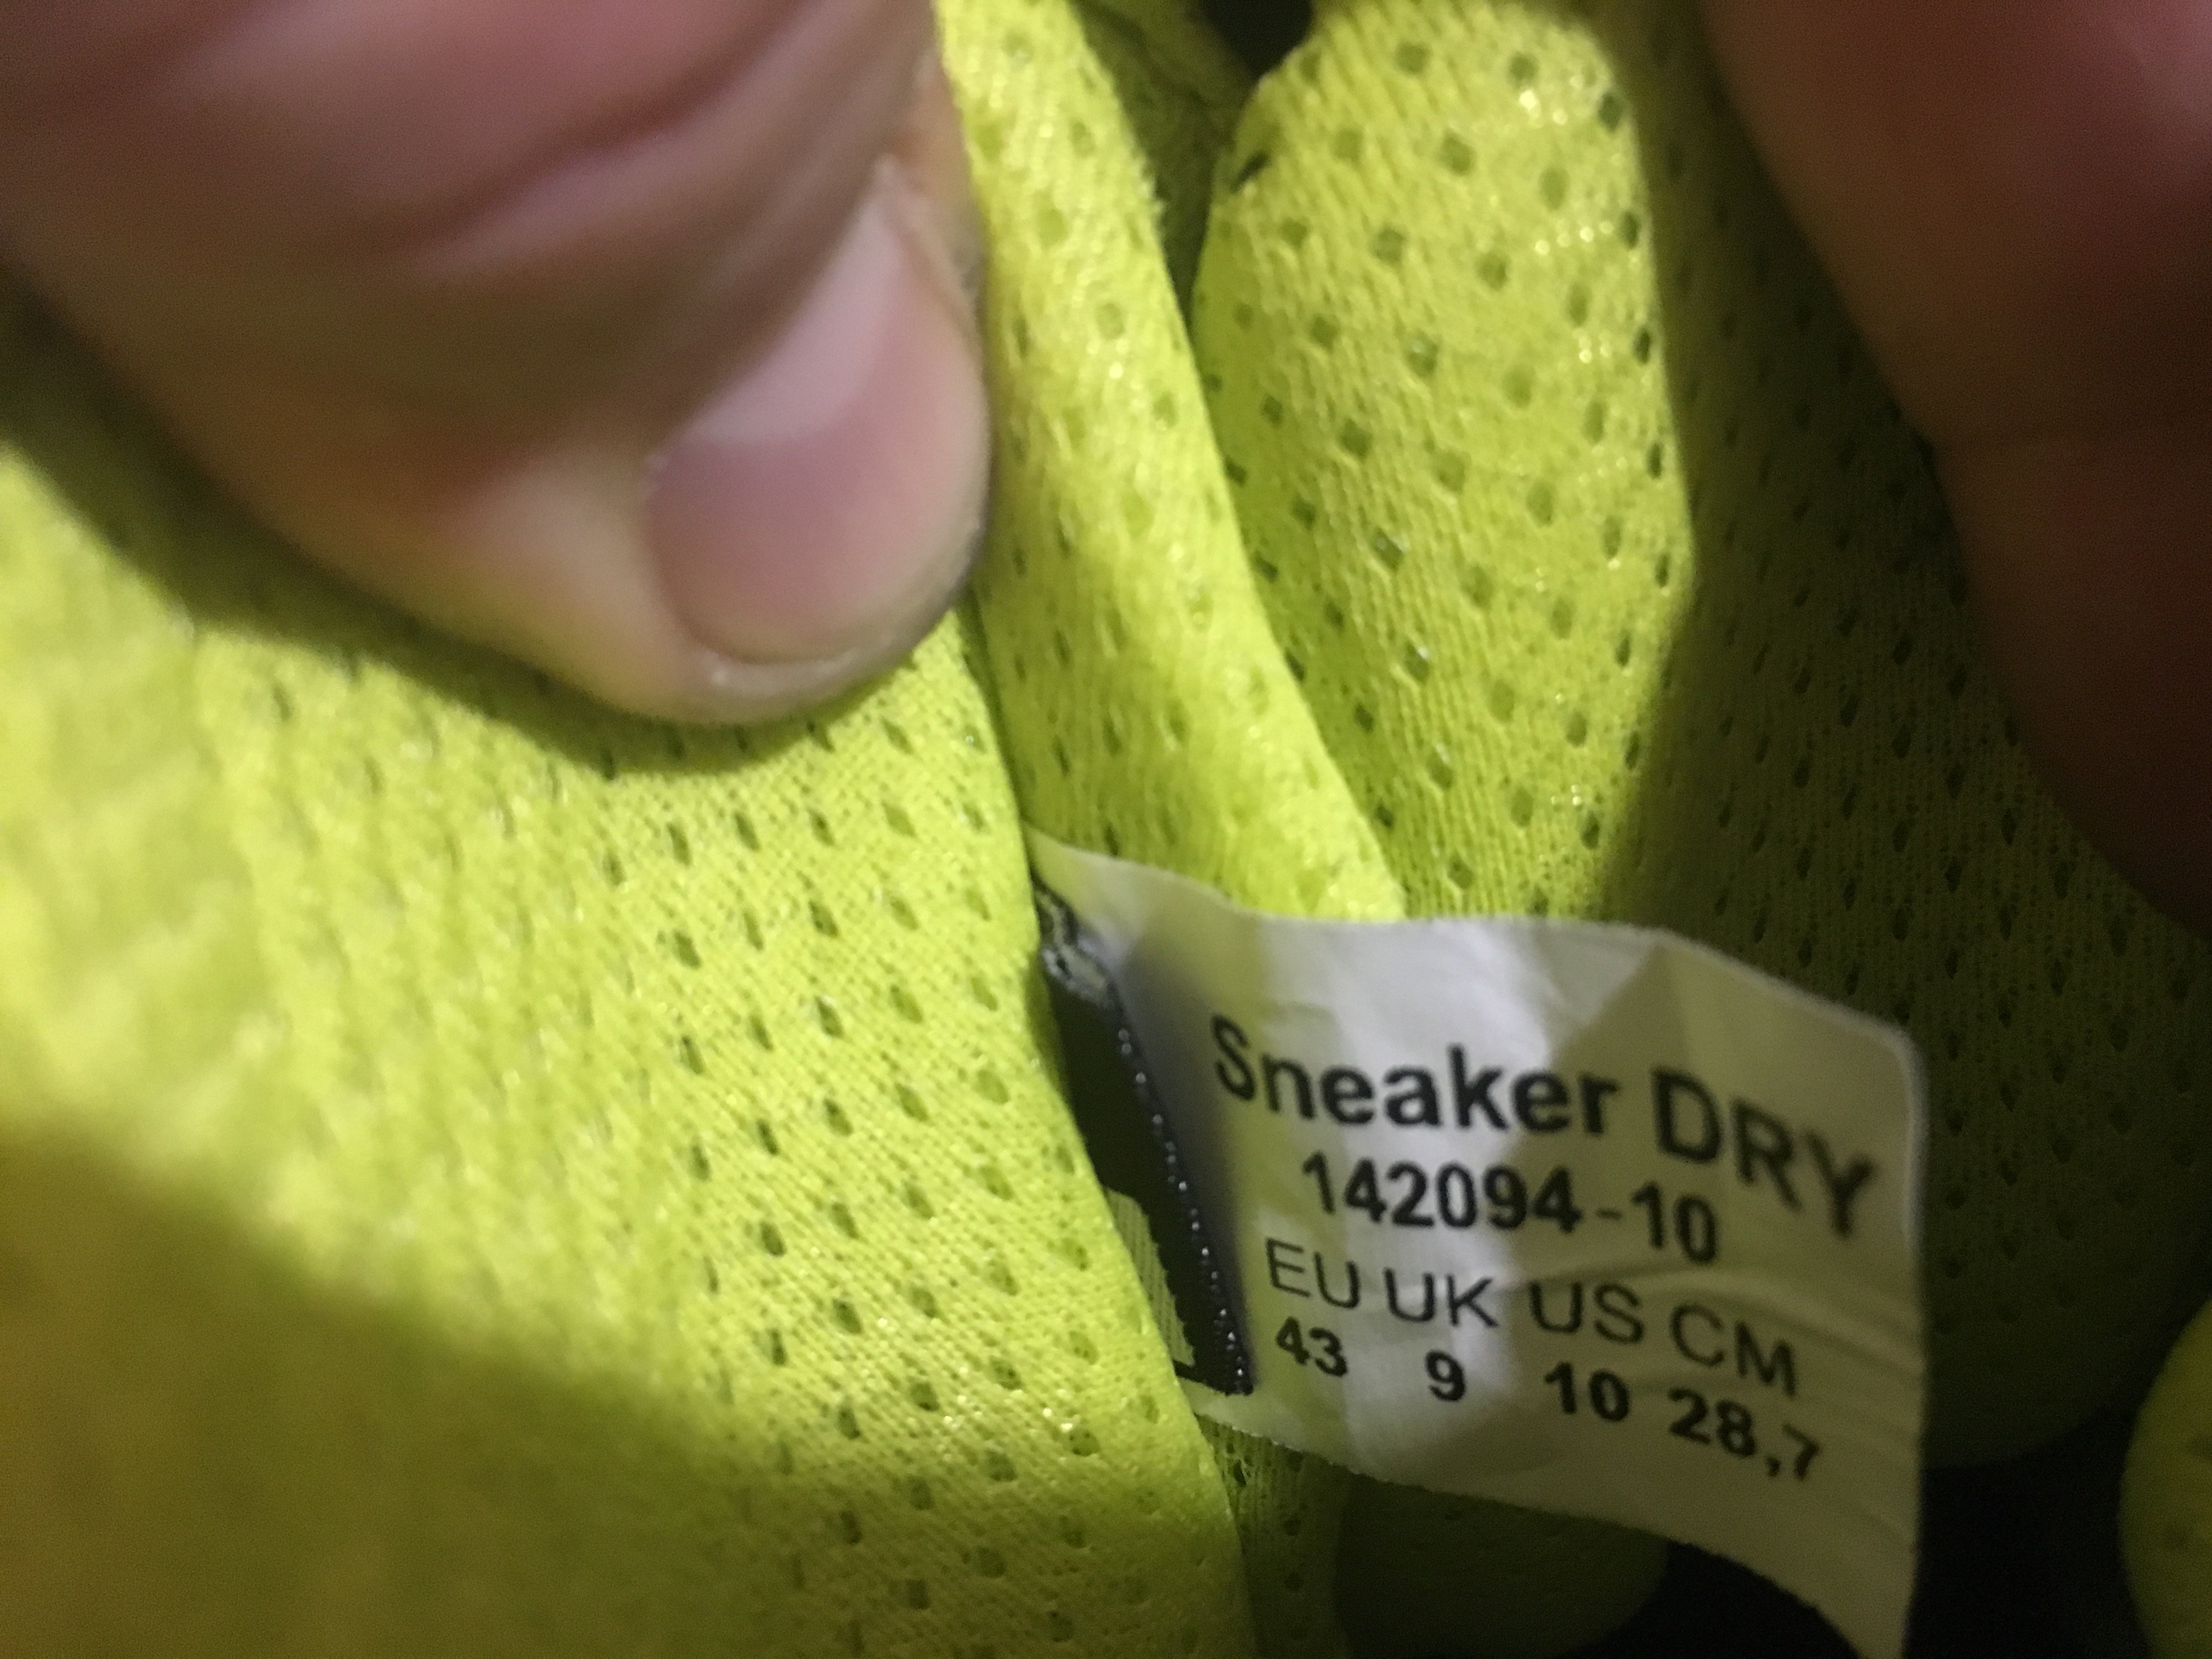 Sneaker DRY
142094-10
EU UK US CM
43 9 10 28,7